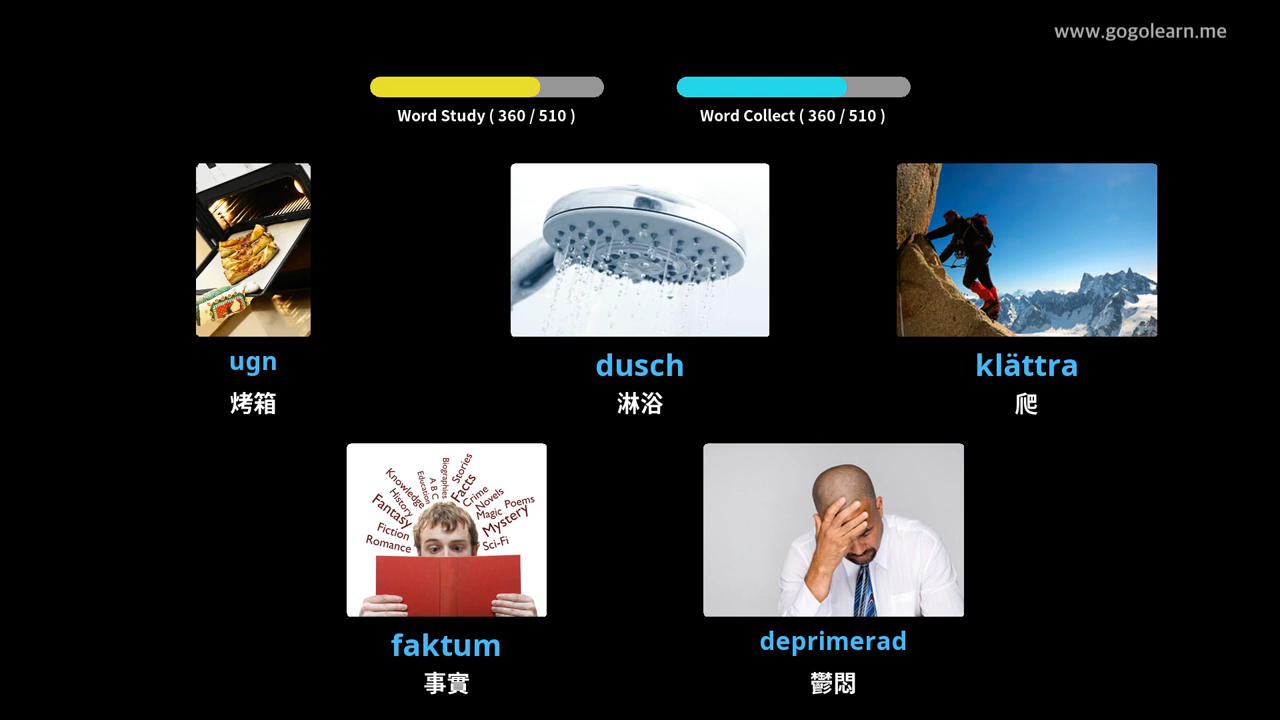 www.gogolearn.me
Word Study ( 360 / 510 )
Word Collect ( 360 / 510 )
ugn
烤箱
dusch
淋浴
klättra
爬
Knowledge
History
Fantasy
Fiction
Romance
Education
A B C
Biographies
Stories
Facts
Crime
Novels
Magic
Poems
Mystery
Sci-Fi
faktum
事實
deprimerad
鬱悶